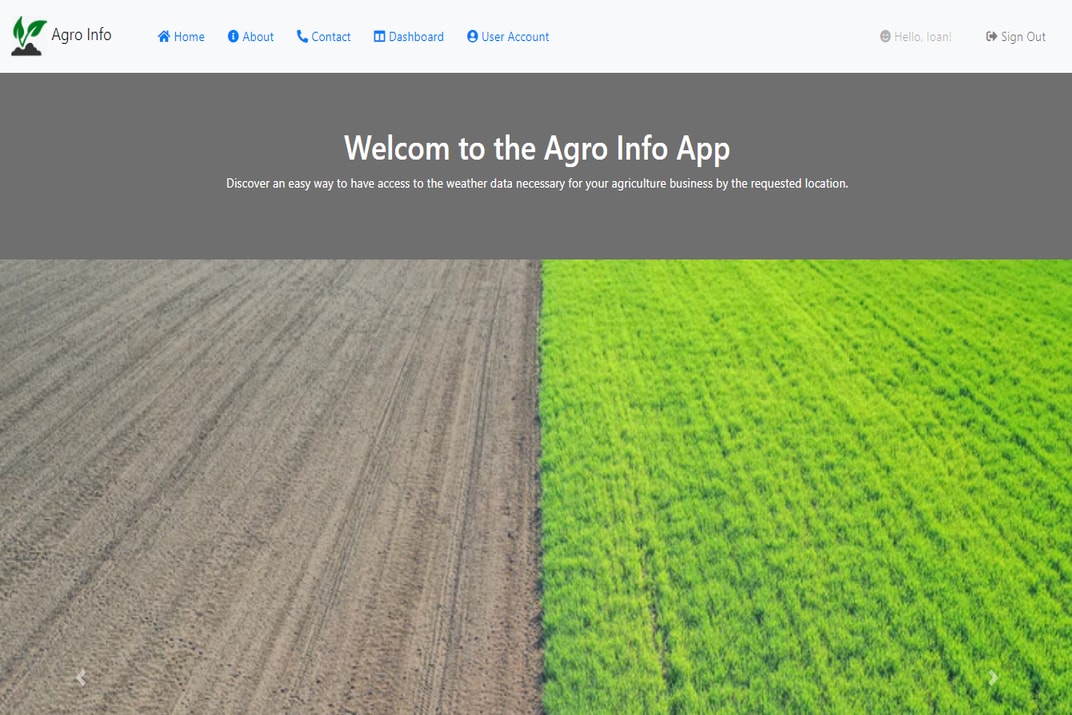 Agro Info
Home
About
Contact
Dashboard
User Account
Hello, Ioan!
Sign Out
Welcom to the Agro Info App
Discover an easy way to have access to the weather data necessary for your agriculture business by the requested location.